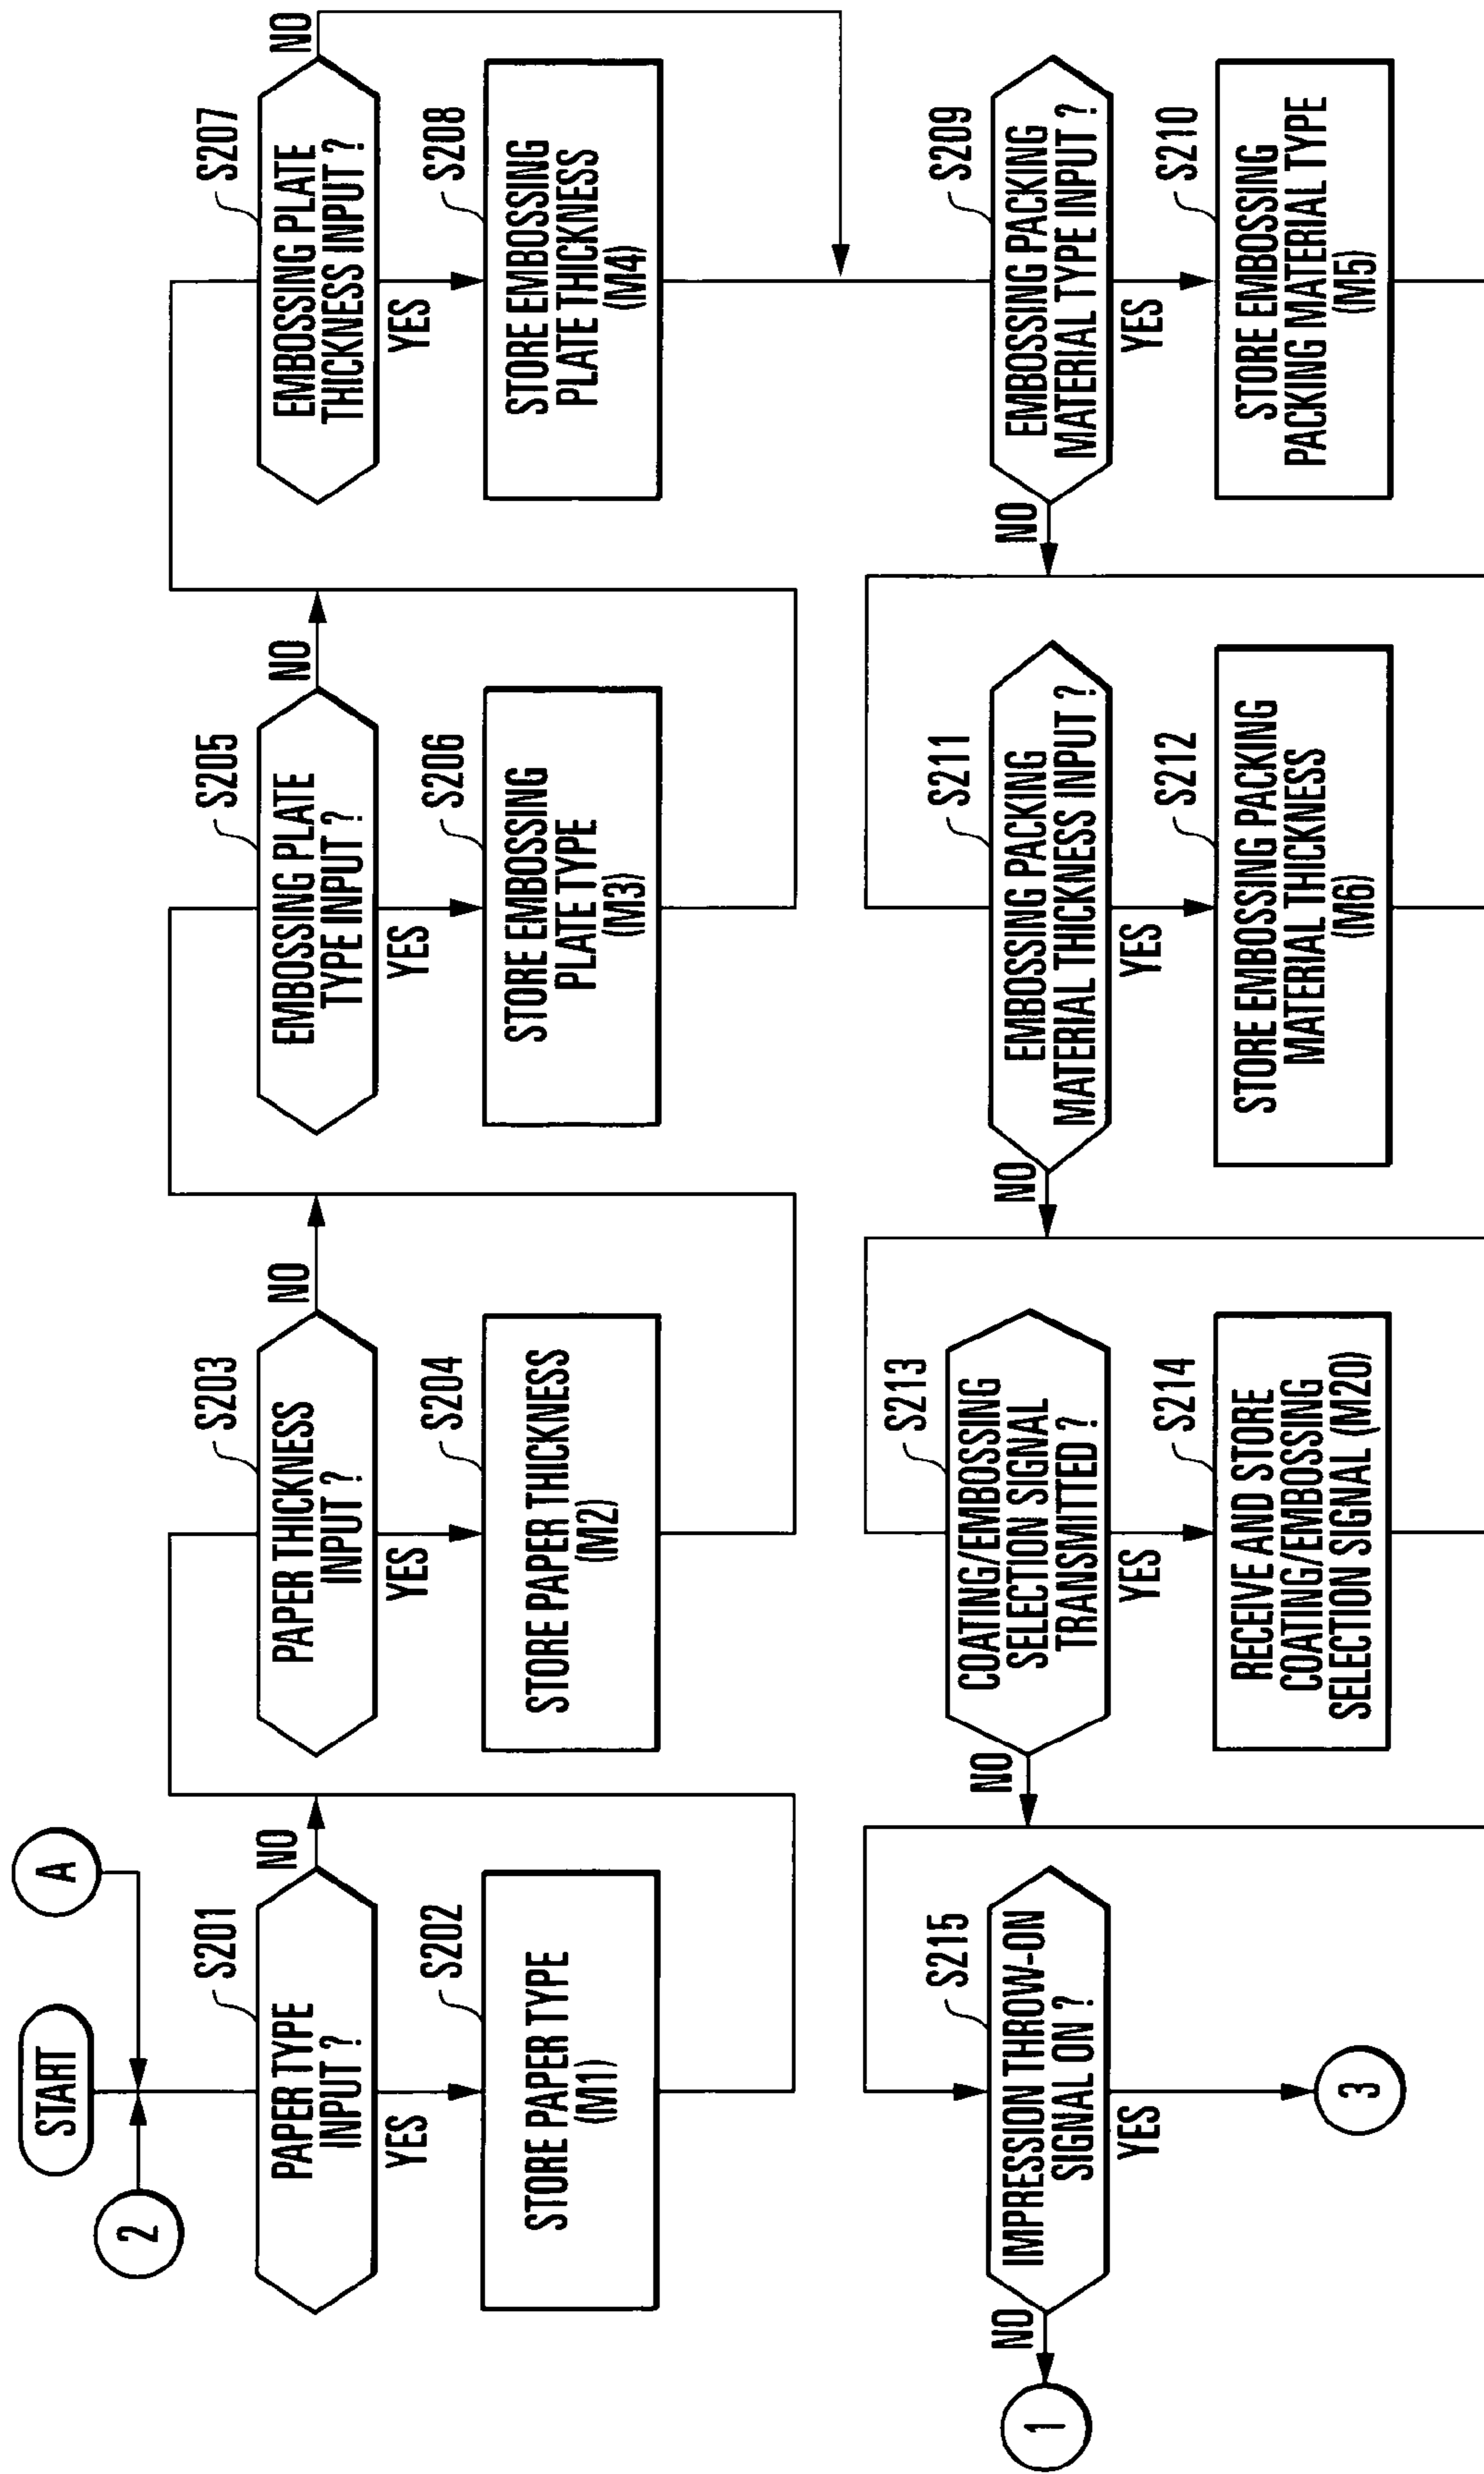 START
A
2
S201
PAPER TYPE
INPUT ?
NO
YES
S202
STORE PAPER TYPE
(M1)
S203
PAPER THICKNESS
INPUT ?
NO
YES
S204
STORE PAPER THICKNESS
(M2)
S205
EMBOSSING PLATE
TYPE INPUT ?
NO
YES
S206
STORE EMBOSSING
PLATE TYPE
(M3)
S207
EMBOSSING PLATE
THICKNESS INPUT ?
NO
YES
S208
STORE EMBOSSING
PLATE THICKNESS
(M4)
S209
EMBOSSING PACKING
MATERIAL TYPE INPUT ?
NO
YES
S210
STORE EMBOSSING
PACKING MATERIAL TYPE
(M5)
S211
EMBOSSING PACKING
MATERIAL THICKNESS INPUT ?
NO
YES
S212
STORE EMBOSSING PACKING
MATERIAL THICKNESS
(M6)
S213
COATING/EMBOSSING
SELECTION SIGNAL
TRANSMITTED ?
NO
YES
S214
RECEIVE AND STORE
COATING/EMBOSSING
SELECTION SIGNAL (M20)
S215
IMPRESSION THROW-ON
SIGNAL ON ?
NO
YES
1
3